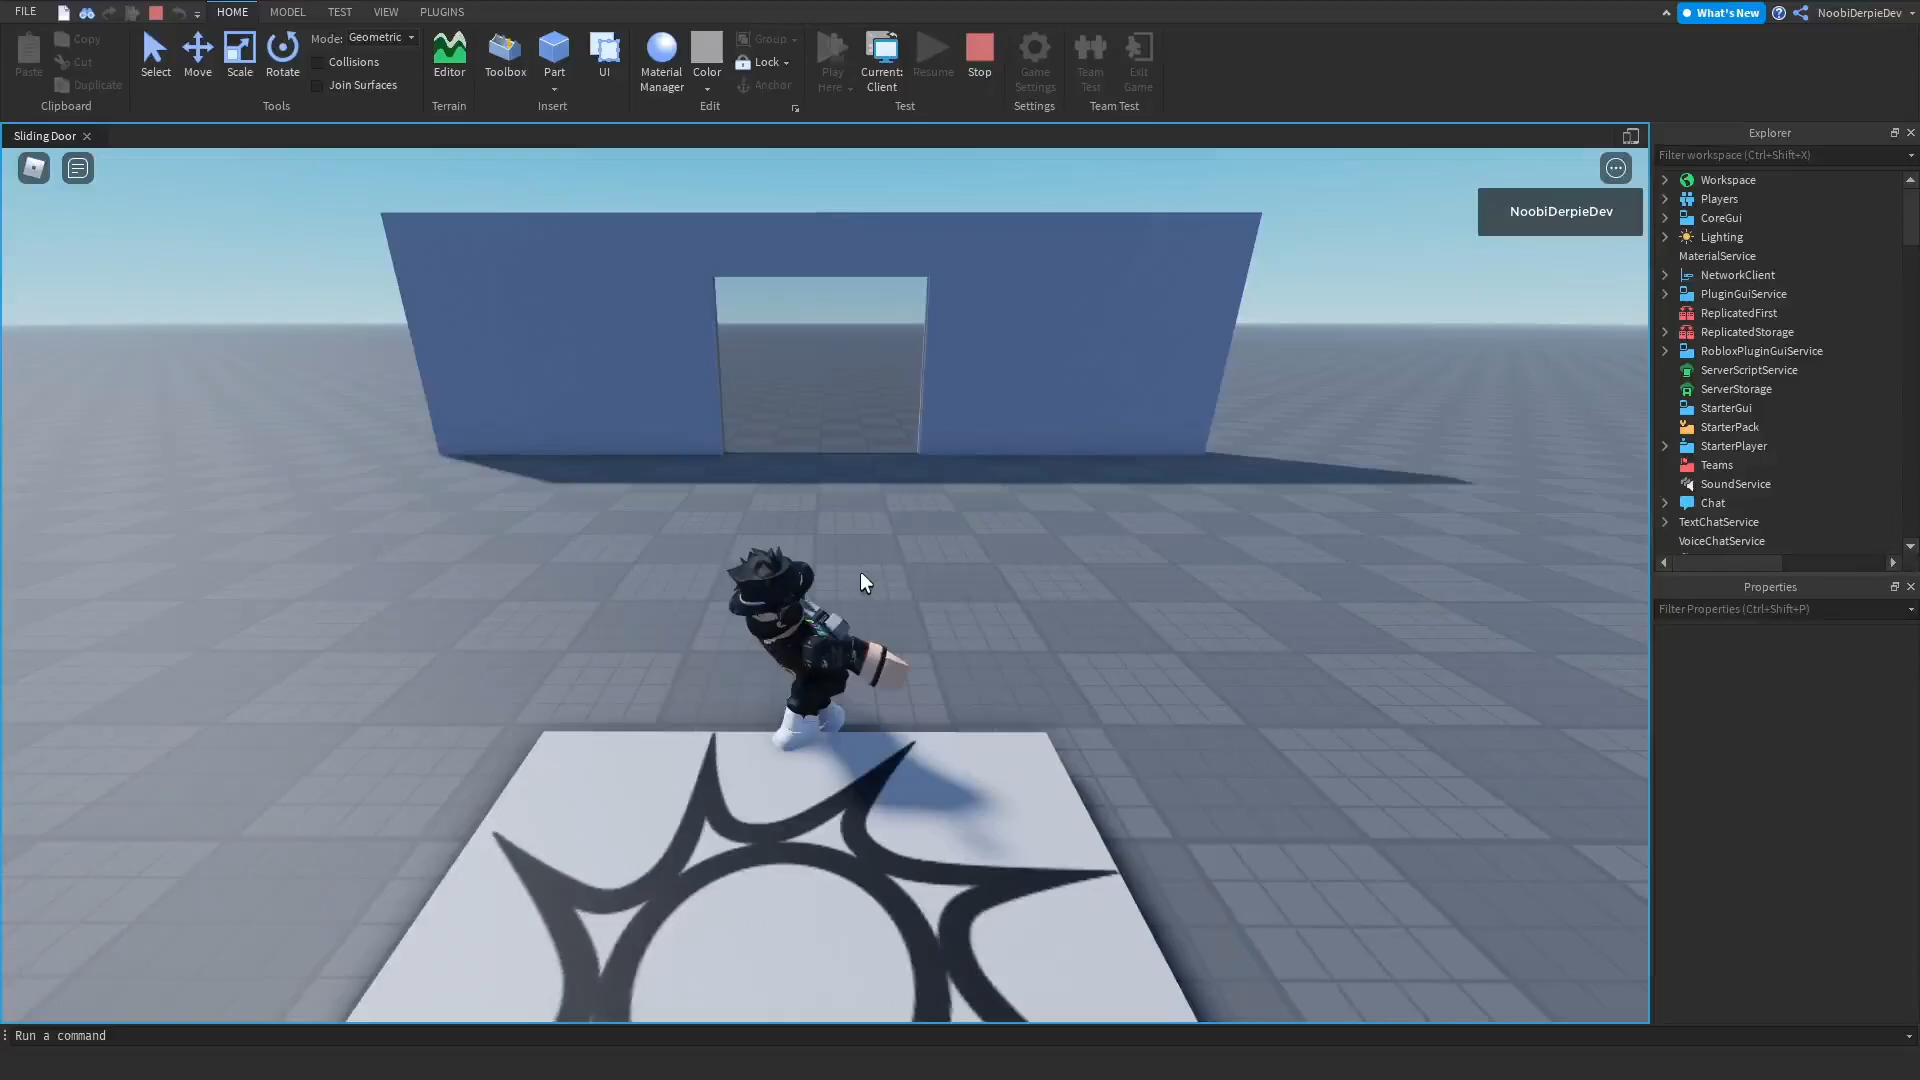 FILE HOME MODEL TEST VIEW PLUGINS What's New NoobiDerpieDev
Paste Copy Cut Duplicate
Clipboard
Select Move Scale Rotate Mode: Geometric Collisions Join Surfaces
Tools
Editor
Terrain
Toolbox Part UI
Insert
Material Manager Color Group Lock Anchor
Edit
Play Here Current: Client Resume Stop
Test
Game Settings
Settings
Team Test Exit Game
Team Test
Sliding Door
NoobiDerpieDev
Explorer
Filter workspace (Ctrl+Shift+X)
Workspace
Players
CoreGui
Lighting
MaterialService
NetworkClient
PluginGuiService
ReplicatedFirst
ReplicatedStorage
RobloxPluginGuiService
ServerScriptService
ServerStorage
StarterGui
StarterPack
StarterPlayer
Teams
SoundService
Chat
TextChatService
VoiceChatService
Properties
Filter Properties (Ctrl+Shift+P)
Run a command